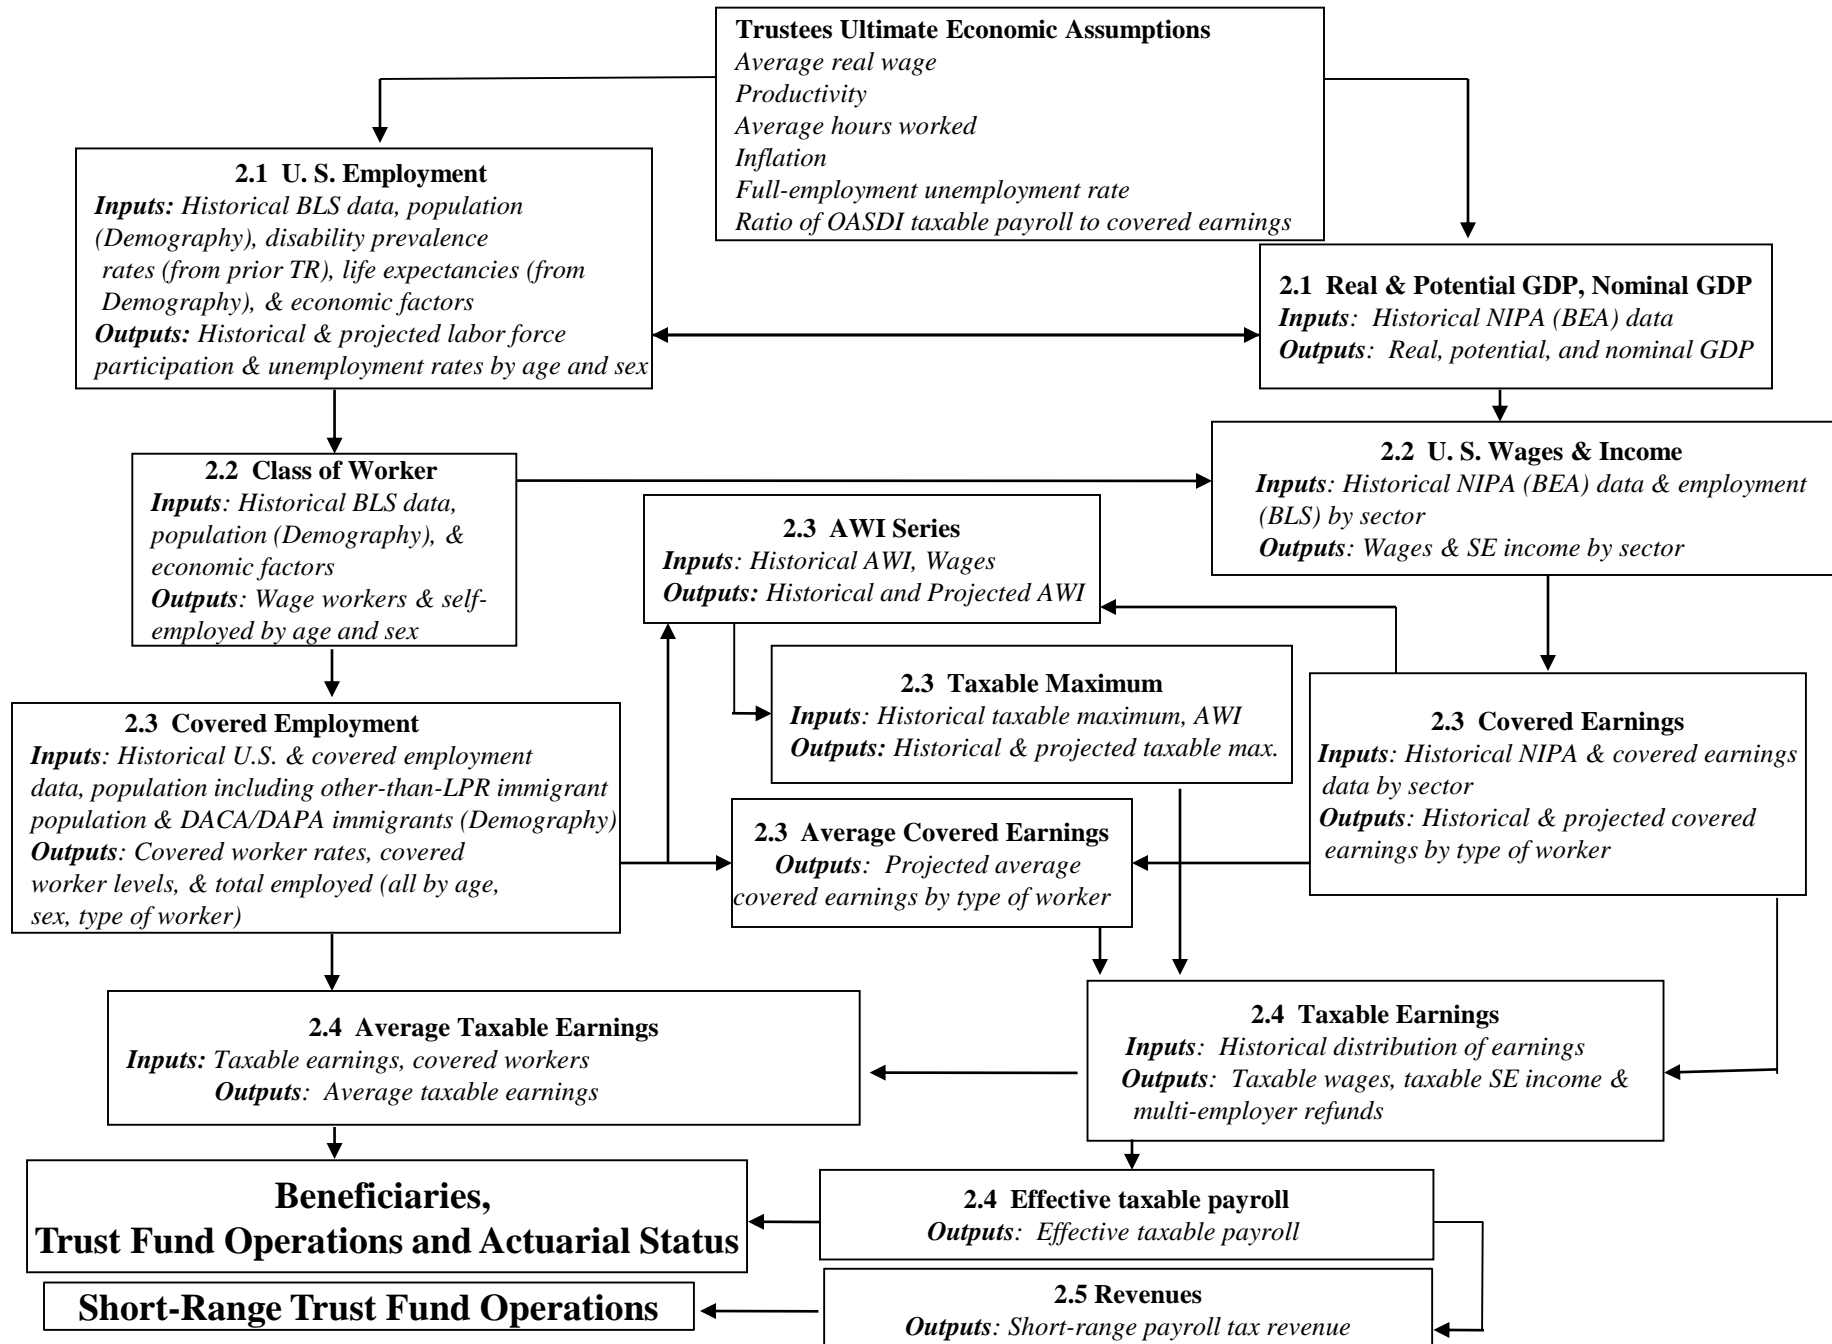 Trustees Ultimate Economic Assumptions
Average real wage
Productivity
Average hours worked
Inflation
Full-employment unemployment rate
Ratio of OASDI taxable payroll to covered earnings
2.1 U. S. Employment
Inputs: Historical BLS data, population
(Demography), disability prevalence
rates (from prior TR), life expectancies (from
Demography), & economic factors
Outputs: Historical & projected labor force
participation & unemployment rates by age and sex
2.1 Real & Potential GDP, Nominal GDP
Inputs: Historical NIPA (BEA) data
Outputs: Real, potential, and nominal GDP
2.2 Class of Worker
Inputs: Historical BLS data,
population (Demography), &
economic factors
Outputs: Wage workers & self-
employed by age and sex
2.2 U. S. Wages & Income
Inputs: Historical NIPA (BEA) data & employment
(BLS) by sector
Outputs: Wages & SE income by sector
2.3 AWI Series
Inputs: Historical AWI, Wages
Outputs: Historical and Projected AWI
2.3 Taxable Maximum
Inputs: Historical taxable maximum, AWI
Outputs: Historical & projected taxable max.
2.3 Covered Employment
Inputs: Historical U.S. & covered employment
data, population including other-than-LPR immigrant
population & DACA/DAPA immigrants (Demography)
Outputs: Covered worker rates, covered
worker levels, & total employed (all by age,
sex, type of worker)
2.3 Average Covered Earnings
Outputs: Projected average
covered earnings by type of worker
2.3 Covered Earnings
Inputs: Historical NIPA & covered earnings
data by sector
Outputs: Historical & projected covered
earnings by type of worker
2.4 Average Taxable Earnings
Inputs: Taxable earnings, covered workers
Outputs: Average taxable earnings
2.4 Taxable Earnings
Inputs: Historical distribution of earnings
Outputs: Taxable wages, taxable SE income &
multi-employer refunds
Beneficiaries,
Trust Fund Operations and Actuarial Status
2.4 Effective taxable payroll
Outputs: Effective taxable payroll
Short-Range Trust Fund Operations
2.5 Revenues
Outputs: Short-range payroll tax revenue